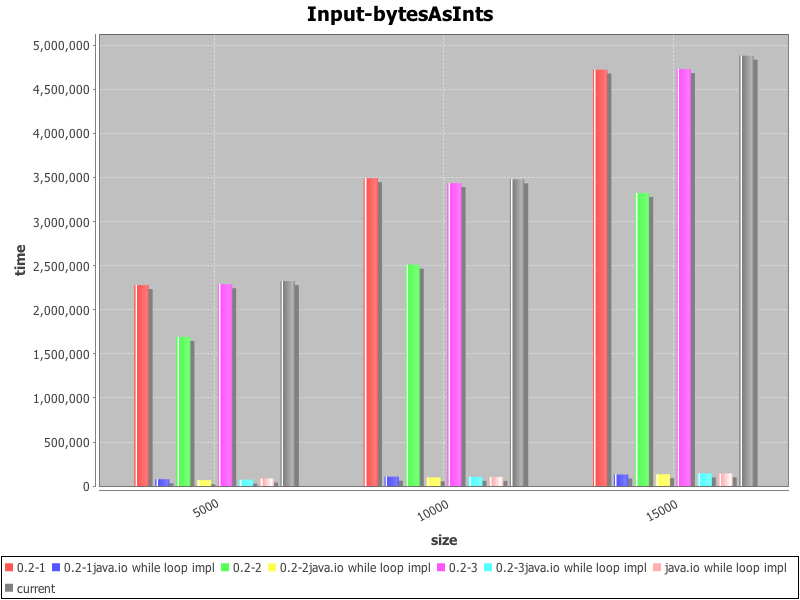 Input-bytesAsInts
5,000,000
4,500,000
4,000,000
3,500,000
3,000,000
2,500,000
2,000,000
1,500,000
1,000,000
500,000
0
time
5000
10000
15000
size
0.2-1 0.2-1java.io while loop impl 0.2-2 0.2-2java.io while loop impl 0.2-3 0.2-3java.io while loop impl java.io while loop impl
current